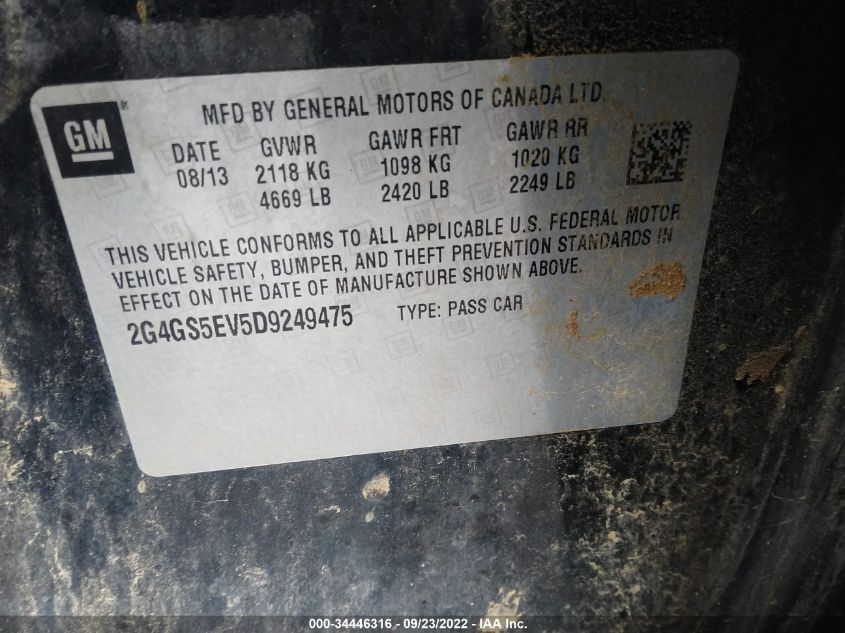 GM
MFD BY GENERAL MOTORS OF CANADA LTD.
DATE GVWR GAWR FRT GAWR RR
08/13 2118 KG 1098 KG 1020 KG
4669 LB 2420 LB 2249 LB
THIS VEHICLE CONFORMS TO ALL APPLICABLE U.S. FEDERAL MOTOR
VEHICLE SAFETY, BUMPER, AND THEFT PREVENTION STANDARDS IN
EFFECT ON THE DATE OF MANUFACTURE SHOWN ABOVE.
2G4GS5EV5D9249475 TYPE: PASS CAR
000-34446316 - 09/23/2022 - IAA Inc.